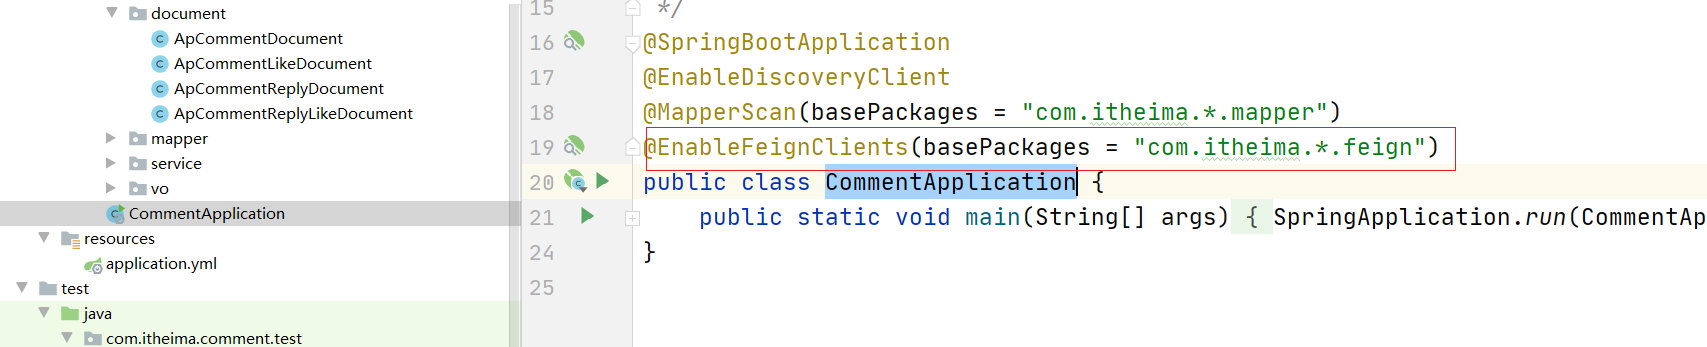 document
ApCommentDocument
ApCommentLikeDocument
ApCommentReplyDocument
ApCommentReplyLikeDocument
mapper
service
vo
CommentApplication
resources
application.yml
test
java
com.itheima.comment.test
15 */
16 @SpringBootApplication
17 @EnableDiscoveryClient
18 @MapperScan(basePackages = "com.itheima.*.mapper")
19 @EnableFeignClients(basePackages = "com.itheima.*.feign")
20 public class CommentApplication {
21 public static void main(String[] args) { SpringApplication.run(CommentAp
24 }
25